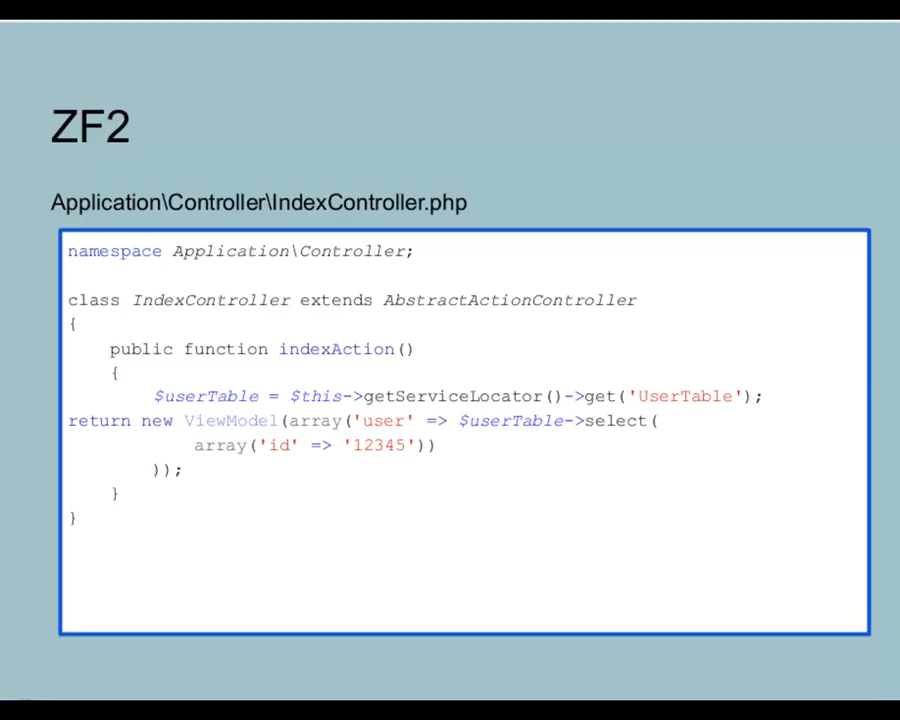 ZF2
Application\Controller\IndexController.php
namespace Application\Controller;
class IndexController extends AbstractActionController
{
public function indexAction()
{
$userTable = $this->getServiceLocator()->get('UserTable');
return new ViewModel(array('user' => $userTable->select(
array('id' => '12345'))
));
}
}